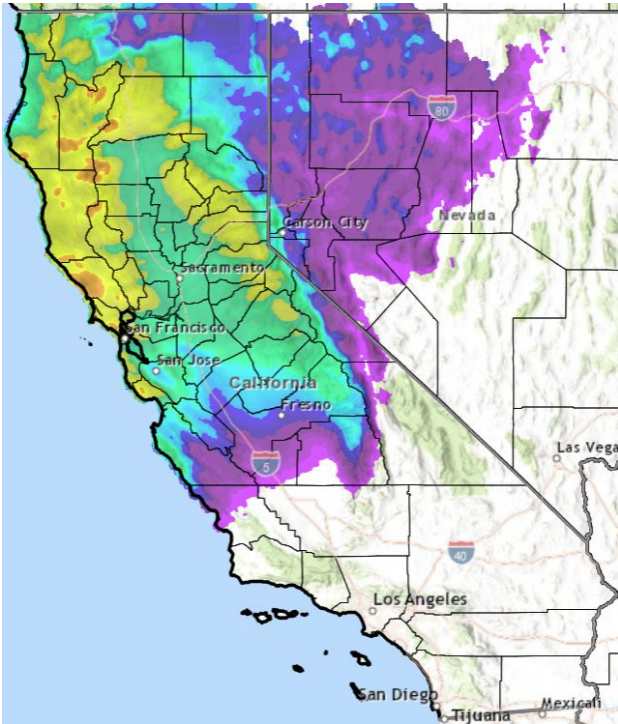 80
Carson City
Nevada
Sacramento
San Francisco
San Jose
California
Fresno
5
Las Vega
40
Los Angeles
San Diego
Tijuana
Mexicali